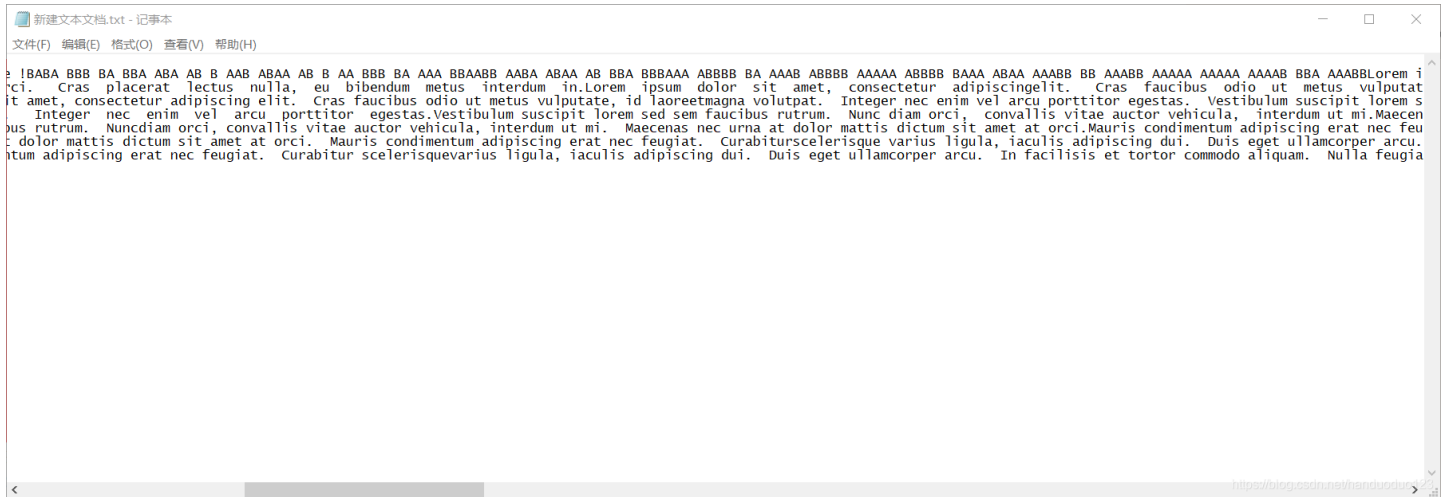 新建文本文档.txt - 记事本
文件(F) 编辑(E) 格式(O) 查看(V) 帮助(H)
e !BABA BBB BA BBA ABA AB B AAB ABAA AB B AA BBB BA AAA BBAABB AABA ABAA AB BBA BBBAAA ABBBB BA AAAB ABBBB AAAAA ABBBB BAAA ABAA AAABB BB AAABB AAAAA AAAAA AAAAB BBA AAABBLorem i
rci. Cras placerat lectus nulla, eu bibendum metus interdum in.Lorem ipsum dolor sit amet, consectetur adipiscingelit. Cras faucibus odio ut metus vulputat
it amet, consectetur adipiscing elit. Cras faucibus odio ut metus vulputate, id laoreetmagna volutpat. Integer nec enim vel arcu porttitor egestas. Vestibulum suscipit lorem s
. Integer nec enim vel arcu porttitor egestas.Vestibulum suscipit lorem sed sem faucibus rutrum. Nunc diam orci, convallis vitae auctor vehicula, interdum ut mi.Maecen
bus rutrum. Nuncdiam orci, convallis vitae auctor vehicula, interdum ut mi. Maecenas nec urna at dolor mattis dictum sit amet at orci.Mauris condimentum adipiscing erat nec feu
t dolor mattis dictum sit amet at orci. Mauris condimentum adipiscing erat nec feugiat. Curabiturscelerisque varius ligula, iaculis adipiscing dui. Duis eget ullamcorper arcu.
ntum adipiscing erat nec feugiat. Curabitur scelerisquevarius ligula, iaculis adipiscing dui. Duis eget ullamcorper arcu. In facilisis et tortor commodo aliquam. Nulla feugia